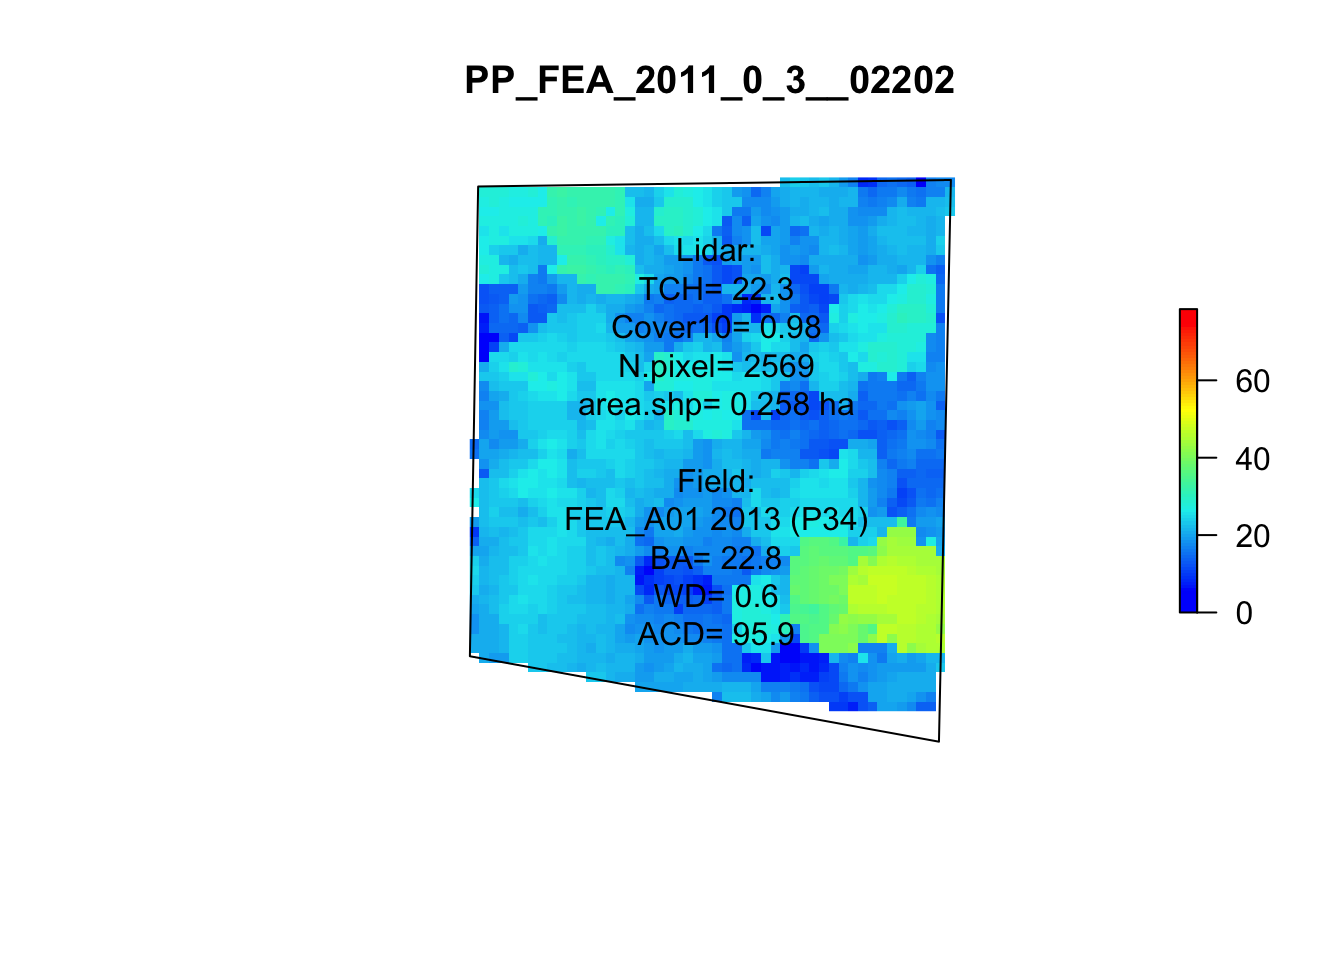 PP_FEA_2011_0_3__02202
Lidar:
TCH= 22.3
Cover10= 0.98
N.pixel= 2569
area.shp= 0.258 ha
Field:
FEA_A01 2013 (P34)
BA= 22.8
WD= 0.6
ACD= 95.9
60
40
20
0